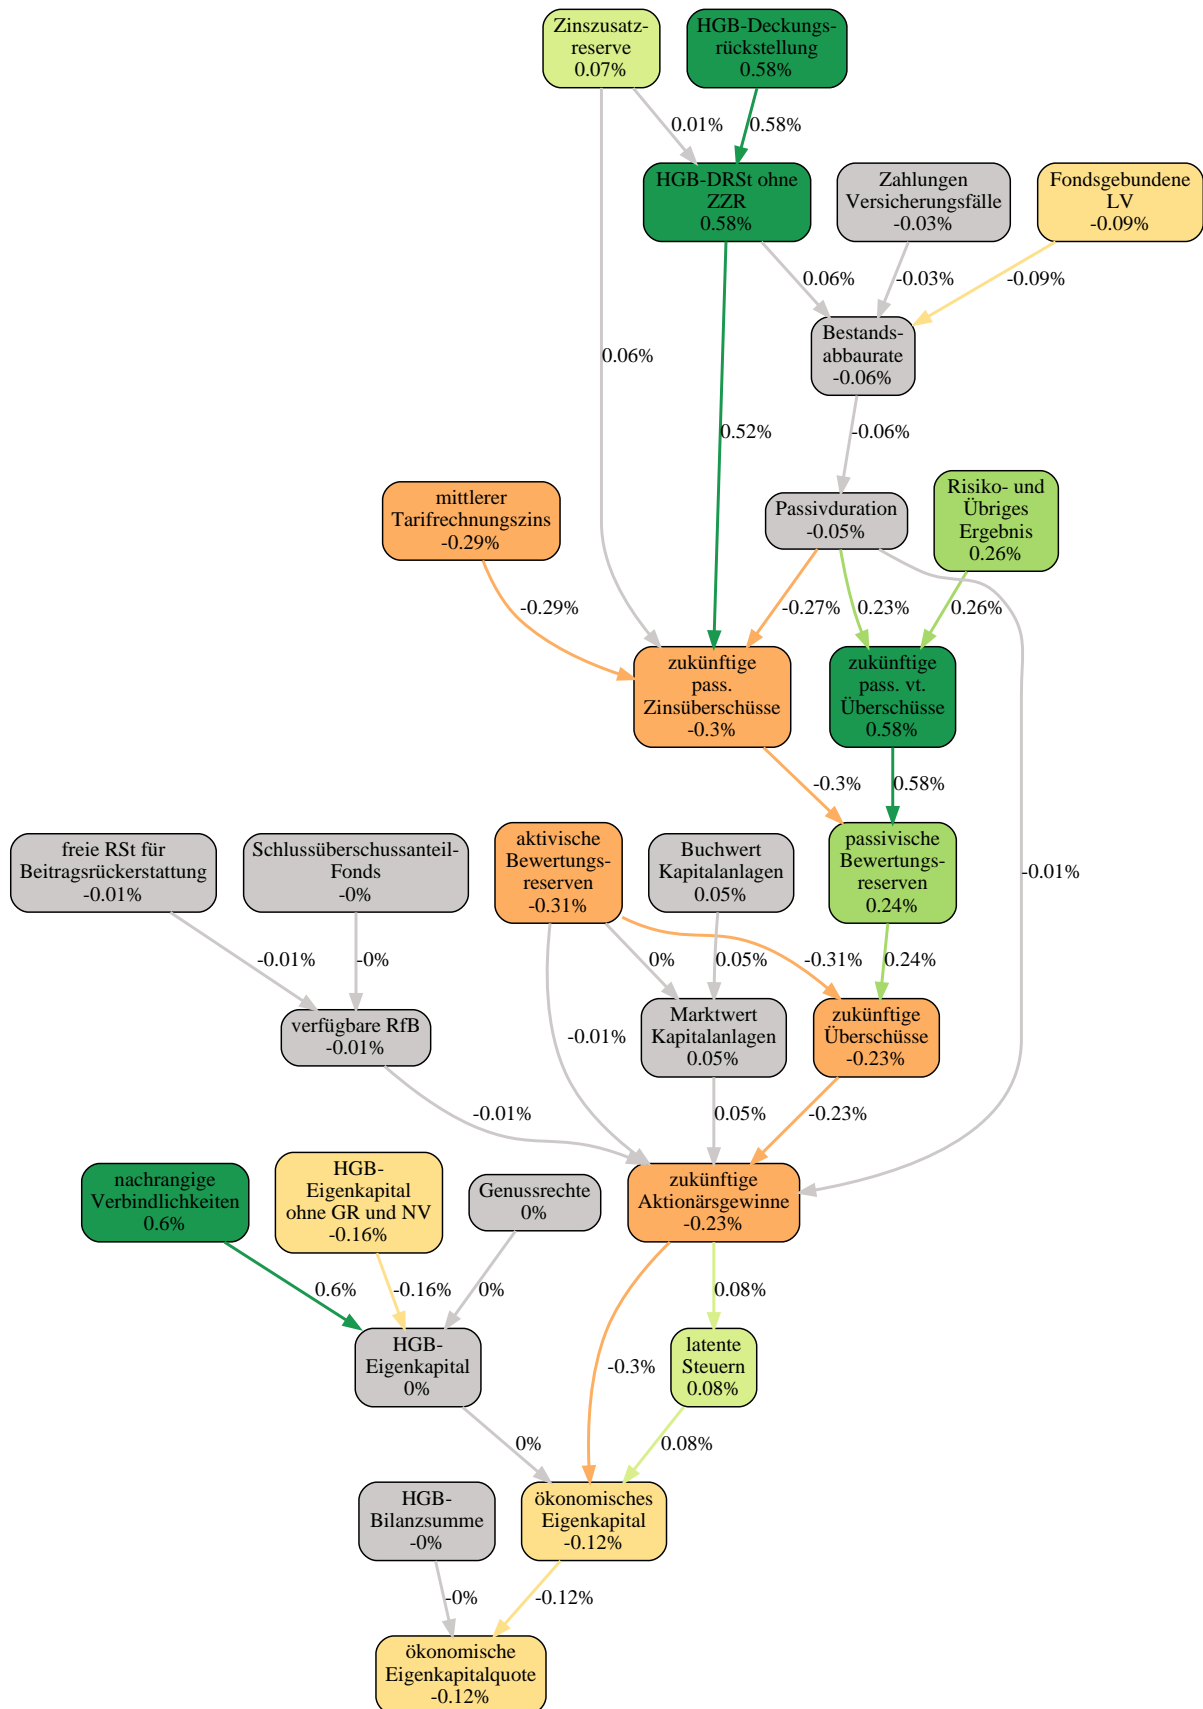 Zinszusatz-
reserve
0.07%
HGB-Deckungs-
rückstellung
0.58%
0.01%
0.58%
HGB-DRSt ohne
ZZR
0.58%
Zahlungen
Versicherungsfälle
-0.03%
Fondsgebundene
LV
-0.09%
0.06%
-0.03%
-0.09%
Bestands-
abbaurate
-0.06%
0.06%
0.52%
-0.06%
mittlerer
Tarifrechnungszins
-0.29%
Passivduration
-0.05%
Risiko- und
Übriges
Ergebnis
0.26%
-0.29%
-0.27%
0.23%
0.26%
zukünftige
pass.
Zinsüberschüsse
-0.3%
zukünftige
pass. vt.
Überschüsse
0.58%
-0.3%
0.58%
freie RSt für
Beitragsrückerstattung
-0.01%
Schlussüberschussanteil-
Fonds
-0%
aktivische
Bewertungs-
reserven
-0.31%
Buchwert
Kapitalanlagen
0.05%
passivische
Bewertungs-
reserven
0.24%
-0.01%
-0.01%
-0%
0%
0.05%
-0.31%
0.24%
verfügbare RfB
-0.01%
-0.01%
Marktwert
Kapitalanlagen
0.05%
zukünftige
Überschüsse
-0.23%
-0.01%
0.05%
-0.23%
nachrangige
Verbindlichkeiten
0.6%
HGB-
Eigenkapital
ohne GR und NV
-0.16%
Genussrechte
0%
zukünftige
Aktionärsgewinne
-0.23%
0.6%
-0.16%
0%
0.08%
HGB-
Eigenkapital
0%
-0.3%
latente
Steuern
0.08%
0%
0.08%
HGB-
Bilanzsumme
-0%
ökonomisches
Eigenkapital
-0.12%
-0%
-0.12%
ökonomische
Eigenkapitalquote
-0.12%